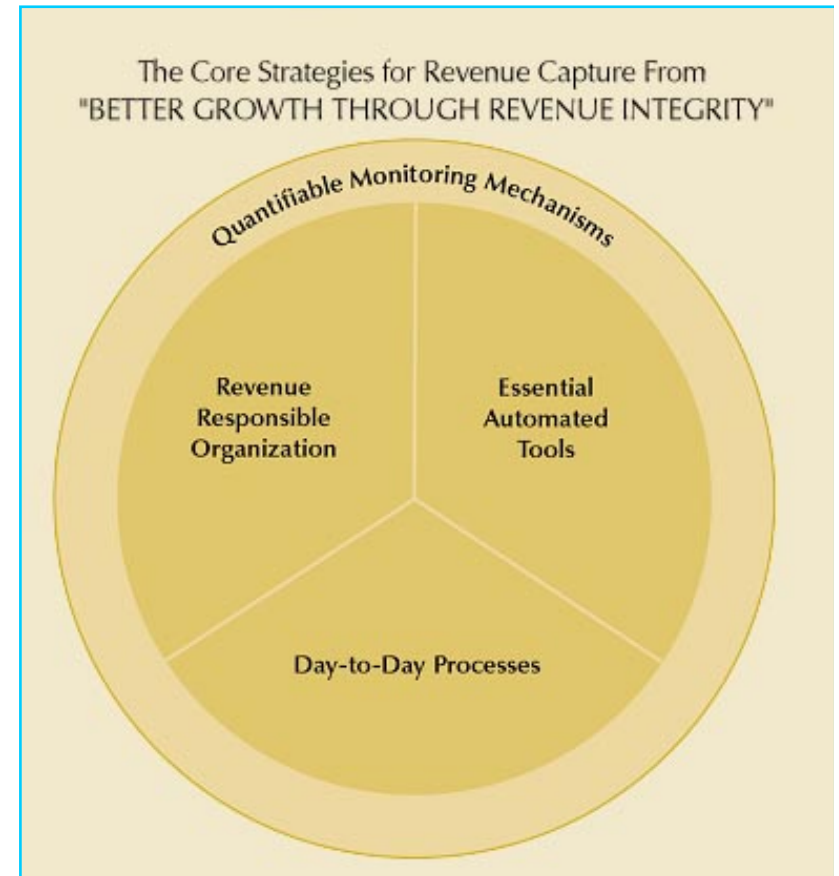 The Core Strategies for Revenue Capture From
"BETTER GROWTH THROUGH REVENUE INTEGRITY"
Quantifiable Monitoring Mechanisms
Revenue
Responsible
Organization
Essential
Automated
Tools
Day-to-Day Processes